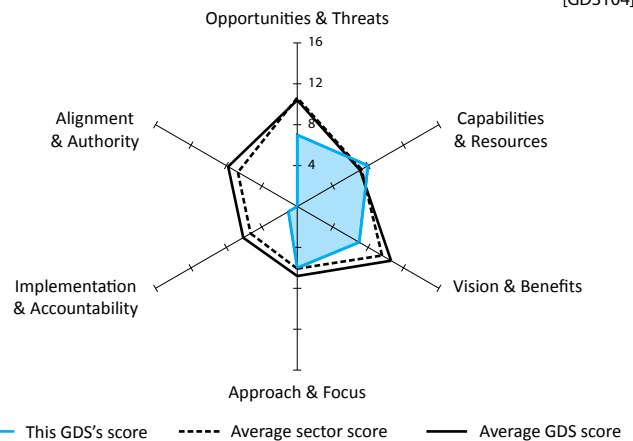 [GDS104]
Opportunities & Threats
16
12
8
4
Alignment
& Authority
Capabilities
& Resources
Implementation
& Accountability
Vision & Benefits
Approach & Focus
This GDS's score
Average sector score
Average GDS score